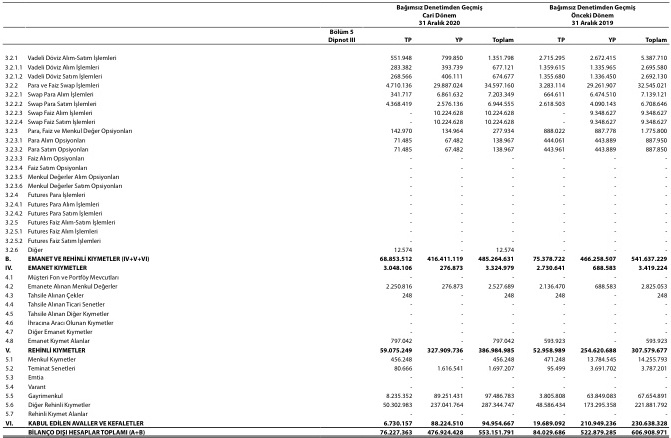 Bağımsız Denetimden Geçmiş Bağımsız Denetimden Geçmiş
Cari Dönem Önceki Dönem
31 Aralık 2020 31 Aralık 2019
Bölüm 5
Dipnot III TP YP Toplam TP YP Toplam
3.2.1 Vadeli Döviz Alım-Satım İşlemleri 551.948 799.850 1.351.798 2.715.295 2.672.415 5.387.710
3.2.1.1 Vadeli Döviz Alım İşlemleri 283.382 393.739 677.121 1.359.615 1.335.965 2.695.580
3.2.1.2 Vadeli Döviz Satım İşlemleri 268.566 406.111 674.677 1.355.680 1.336.450 2.692.130
3.2.2 Para ve Faiz Swap İşlemleri 4.710.136 29.887.024 34.597.160 3.283.114 29.261.907 32.545.021
3.2.2.1 Swap Para Alım İşlemleri 341.717 6.861.632 7.203.349 664.611 6.474.510 7.139.121
3.2.2.2 Swap Para Satım İşlemleri 4.368.419 2.576.136 6.944.555 2.618.503 4.090.143 6.708.646
3.2.2.3 Swap Faiz Alım İşlemleri - 10.224.628 10.224.628 - 9.348.627 9.348.627
3.2.2.4 Swap Faiz Satım İşlemleri - 10.224.628 10.224.628 - 9.348.627 9.348.627
3.2.3 Para, Faiz ve Menkul Değer Opsiyonları 142.970 134.964 277.934 888.022 887.778 1.775.800
3.2.3.1 Para Alım Opsiyonları 71.485 67.482 138.967 444.061 443.889 887.950
3.2.3.2 Para Satım Opsiyonları 71.485 67.482 138.967 443.961 443.889 887.850
3.2.3.3 Faiz Alım Opsiyonları - - - - - -
3.2.3.4 Faiz Satım Opsiyonları - - - - - -
3.2.3.5 Menkul Değerler Alım Opsiyonları - - - - - -
3.2.3.6 Menkul Değerler Satım Opsiyonları - - - - - -
3.2.4 Futures Para İşlemleri - - - - - -
3.2.4.1 Futures Para Alım İşlemleri - - - - - -
3.2.4.2 Futures Para Satım İşlemleri - - - - - -
3.2.5 Futures Faiz Alım-Satım İşlemleri - - - - - -
3.2.5.1 Futures Faiz Alım İşlemleri - - - - - -
3.2.5.2 Futures Faiz Satım İşlemleri - - - - - -
3.2.6 Diğer 12.574 - 12.574 - - -
B. EMANET VE REHİNLİ KIYMETLER (IV+V+VI) 68.853.512 416.411.119 485.264.631 75.378.722 466.258.507 541.637.229
IV. EMANET KIYMETLER 3.048.106 276.873 3.324.979 2.730.641 688.583 3.419.224
4.1 Müşteri Fon ve Portföy Mevcutları - - - - - -
4.2 Emanete Alınan Menkul Değerler 2.250.816 276.873 2.527.689 2.136.470 688.583 2.825.053
4.3 Tahsile Alınan Çekler 248 - 248 248 - 248
4.4 Tahsile Alınan Ticari Senetler - - - - - -
4.5 Tahsile Alınan Diğer Kıymetler - - - - - -
4.6 İhracına Aracı Olunan Kıymetler - - - - - -
4.7 Diğer Emanet Kıymetler - - - - - -
4.8 Emanet Kıymet Alanlar 797.042 - 797.042 593.923 - 593.923
V. REHİNLİ KIYMETLER 59.075.249 327.909.736 386.984.985 52.958.989 254.620.688 307.579.677
5.1 Menkul Kıymetler 456.248 - 456.248 471.248 13.784.545 14.255.793
5.2 Teminat Senetleri 80.666 1.616.541 1.697.207 95.499 3.691.702 3.787.201
5.3 Emtia - - - - - -
5.4 Varant - - - - - -
5.5 Gayrimenkul 8.235.352 89.251.431 97.486.783 3.805.808 63.849.083 67.654.891
5.6 Diğer Rehinli Kıymetler 50.302.983 237.041.764 287.344.747 48.586.434 173.295.358 221.881.792
5.7 Rehinli Kıymet Alanlar - - - - - -
VI. KABUL EDİLEN AVALLER VE KEFALETLER 6.730.157 88.224.510 94.954.667 19.689.092 210.949.236 230.638.328
BİLANÇO DIŞI HESAPLAR TOPLAMI (A+B) 76.227.363 476.924.428 553.151.791 84.029.686 522.879.285 606.908.971